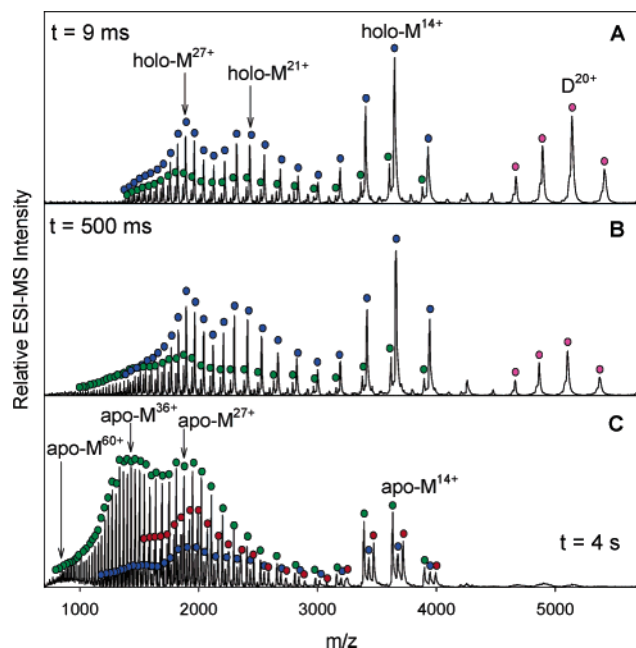 t = 9 ms
holo-M²⁷⁺
holo-M²¹⁺
holo-M¹⁴⁺
D²⁰⁺
A
t = 500 ms
B
Relative ESI-MS Intensity
apo-M⁶⁰⁺
apo-M³⁶⁺
apo-M²⁷⁺
apo-M¹⁴⁺
C
t = 4 s
1000 2000 3000 4000 5000
m/z